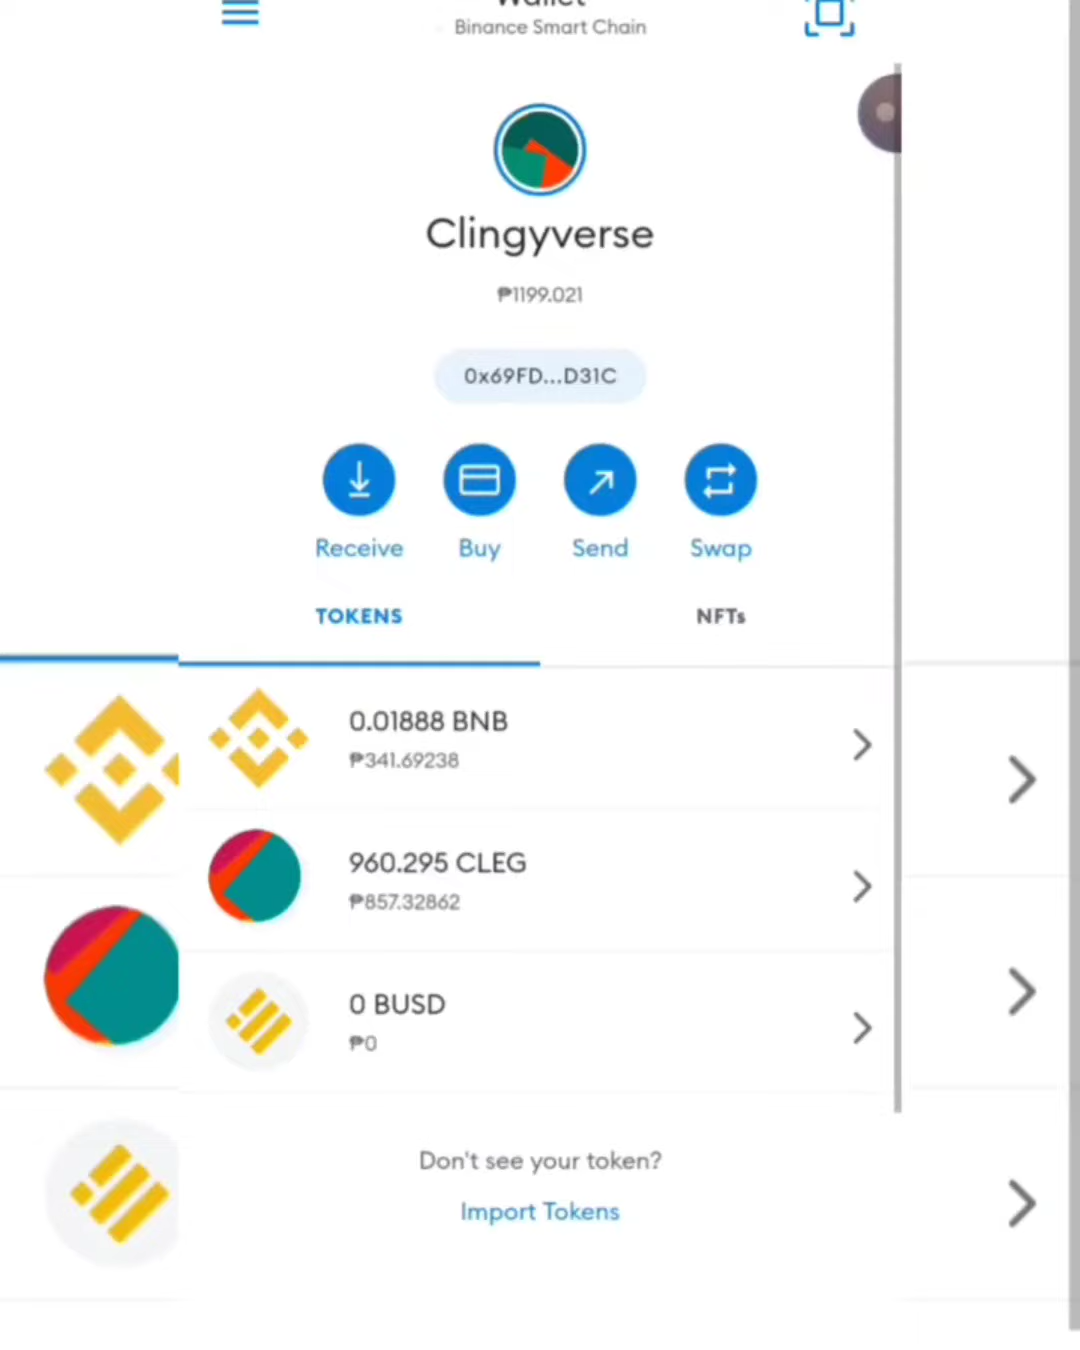 Wallet
Binance Smart Chain
Clingyverse
₱1199.021
0x69FD...D31C
Receive
Buy
Send
Swap
TOKENS
NFTs
0.01888 BNB
₱341.69238
960.295 CLEG
₱857.32862
0 BUSD
₱0
Don't see your token?
Import Tokens